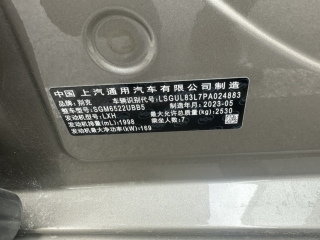 中国 上汽通用汽车有限公司制造
品牌：别克 车辆识别代号：LSGUL83L7PA024883
整车型号：SGM6522UBB5 制造年月：2023-05
发动机型号：LXH 最大允许总质量(kg)：2530
发动机排量(mL)：1998 乘坐人数：7
发动机最大净功率(kW)：169